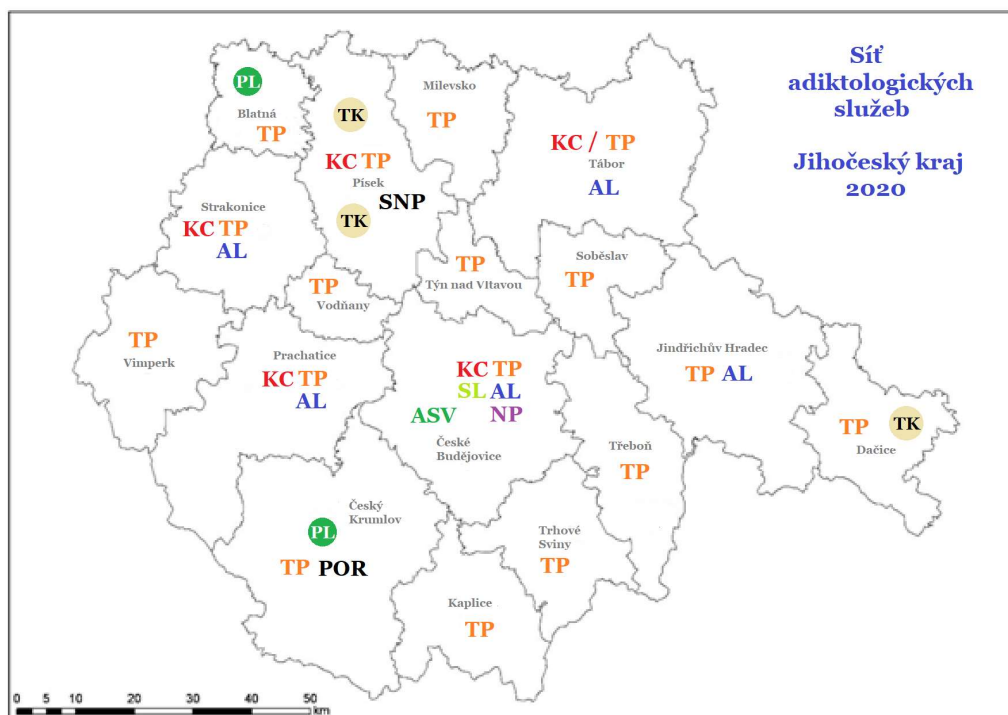 Síť
adiktologických
služeb
Jihočeský kraj
2020
PL
Blatná
TP
TK
KC TP
Písek
SNP
TK
Milevsko
TP
KC / TP
Tábor
AL
Strakonice
KC TP
AL
TP
Vodňany
TP
Týn nad Vltavou
Soběslav
TP
TP
Vimperk
Prachatice
KC TP
AL
KC TP
SL AL
ASV NP
České
Budějovice
Jindřichův Hradec
TP AL
TP TK
Dačice
Třeboň
TP
Český
Krumlov
PL
TP POR
Trhové
Sviny
TP
Kaplice
TP
0 5 10 20 30 40 50
km